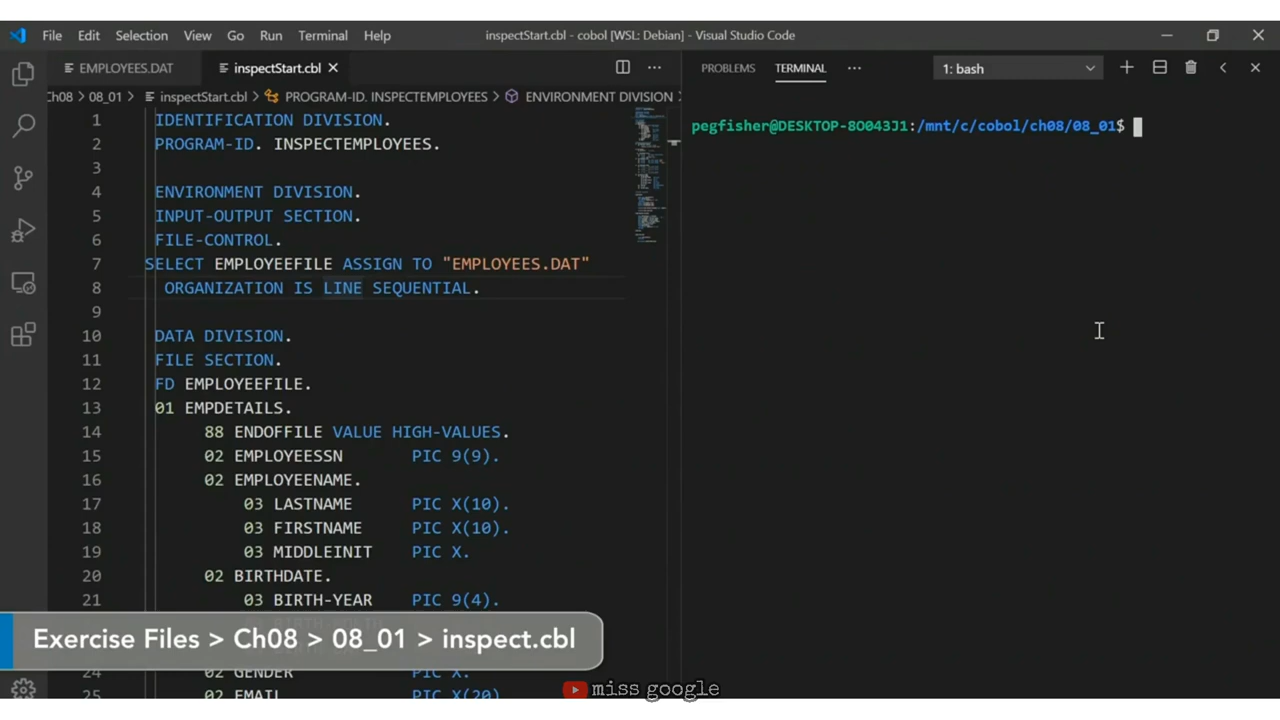 File Edit Selection View Go Run Terminal Help
inspectStart.cbl - cobol [WSL: Debian] - Visual Studio Code
EMPLOYEES.DAT inspectStart.cbl
Ch08 > 08_01 > inspectStart.cbl > PROGRAM-ID. INSPECTEMPLOYEES > ENVIRONMENT DIVISION >
1 IDENTIFICATION DIVISION.
2 PROGRAM-ID. INSPECTEMPLOYEES.
3
4 ENVIRONMENT DIVISION.
5 INPUT-OUTPUT SECTION.
6 FILE-CONTROL.
7 SELECT EMPLOYEEFILE ASSIGN TO "EMPLOYEES.DAT"
8 ORGANIZATION IS LINE SEQUENTIAL.
9
10 DATA DIVISION.
11 FILE SECTION.
12 FD EMPLOYEEFILE.
13 01 EMPDETAILS.
14 88 ENDOFFILE VALUE HIGH-VALUES.
15 02 EMPLOYEESSN PIC 9(9).
16 02 EMPLOYEENAME.
17 03 LASTNAME PIC X(10).
18 03 FIRSTNAME PIC X(10).
19 03 MIDDLEINIT PIC X.
20 02 BIRTHDATE.
21 03 BIRTH-YEAR PIC 9(4).
24 02 GENDER PIC X.
25 02 EMAIL PIC X(20)
PROBLEMS TERMINAL ··· 1: bash
pegfisher@DESKTOP-8O043J1:/mnt/c/cobol/ch08/08_01$
Exercise Files > Ch08 > 08_01 > inspect.cbl
miss google